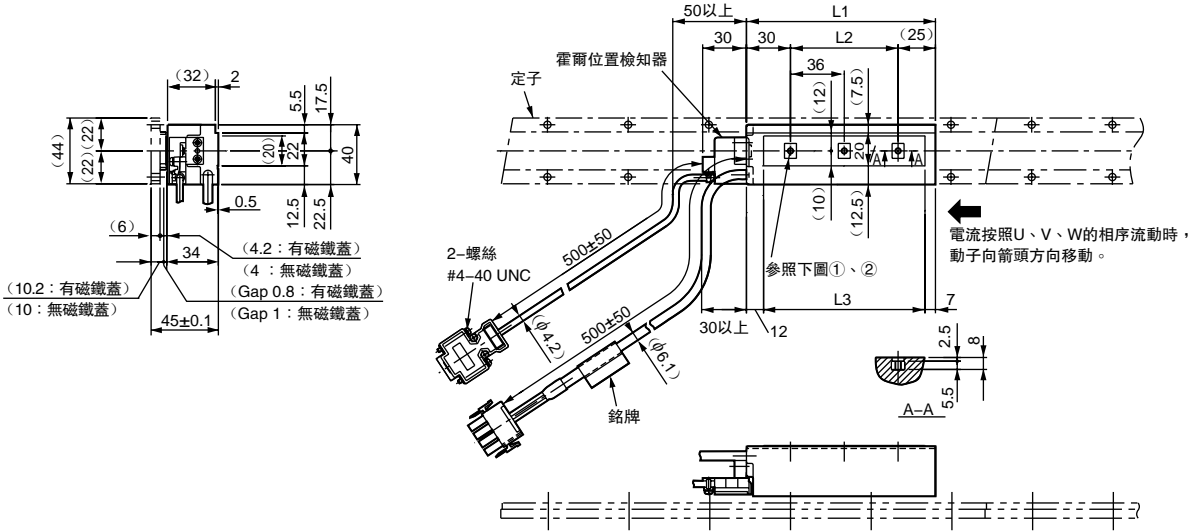 50以上
L1
30
30
L2
（25）
霍爾位置檢知器
36
定子
（12）
（7.5）
（32）
2
5.5
17.5
（44）
（22）
（22）
（20）
22
40
20
A
A
0.5
12.5
22.5
（10）
（12.5）
（6）
34
（4.2：有磁鐵蓋）
（4：無磁鐵蓋）
（10.2：有磁鐵蓋）
（10：無磁鐵蓋）
（Gap 0.8：有磁鐵蓋）
（Gap 1：無磁鐵蓋）
45±0.1
2-螺絲
#4-40 UNC
500±50
（φ4.2）
500±50
（φ6.1）
銘牌
參照下圖①、②
電流按照U、V、W的相序流動時，
動子向箭頭方向移動。
L3
7
30以上
12
2.5
8
5.5
A-A